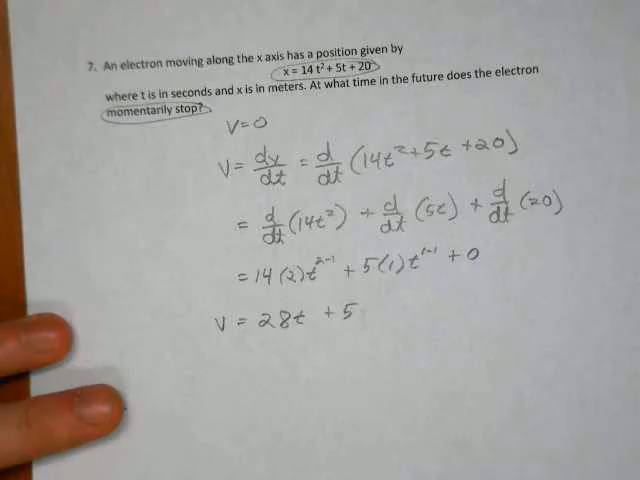 7. An electron moving along the x axis has a position given by
x = 14 t² + 5t + 20
where t is in seconds and x is in meters. At what time in the future does the electron
momentarily stop?
V=0
V = dx/dt = d/dt (14t² + 5t + 20)
= d/dt (14t²) + d/dt (5t) + d/dt (20)
= 14 (2) t²⁻¹ + 5(1) t¹⁻¹ + 0
V = 28t + 5